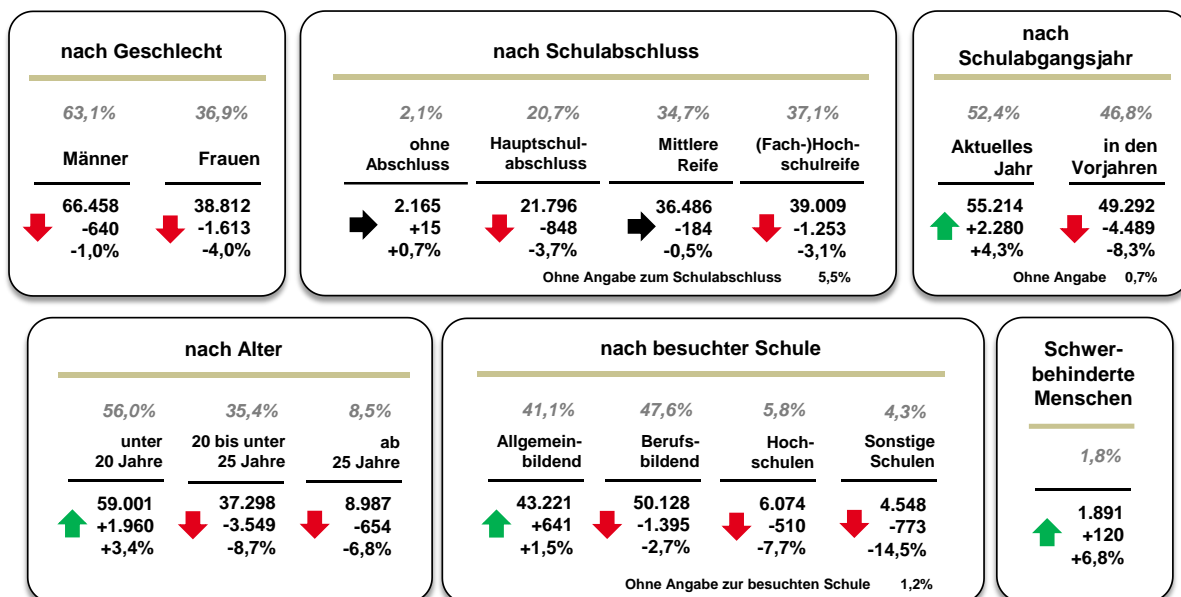 nach Geschlecht
63,1%
36,9%
Männer
Frauen
66.458
-640
-1,0%
38.812
-1.613
-4,0%
nach Schulabschluss
2,1%
20,7%
34,7%
37,1%
ohne
Abschluss
Hauptschul-
abschluss
Mittlere
Reife
(Fach-)Hoch-
schulreife
2.165
+15
+0,7%
21.796
-848
-3,7%
36.486
-184
-0,5%
39.009
-1.253
-3,1%
Ohne Angabe zum Schulabschluss 5,5%
nach
Schulabgangsjahr
52,4%
46,8%
Aktuelles
Jahr
in den
Vorjahren
55.214
+2.280
+4,3%
49.292
-4.489
-8,3%
Ohne Angabe 0,7%
nach Alter
56,0%
35,4%
8,5%
unter
20 Jahre
20 bis unter
25 Jahre
ab
25 Jahre
59.001
+1.960
+3,4%
37.298
-3.549
-8,7%
8.987
-654
-6,8%
nach besuchter Schule
41,1%
47,6%
5,8%
4,3%
Allgemein-
bildend
Berufs-
bildend
Hoch-
schulen
Sonstige
Schulen
43.221
+641
+1,5%
50.128
-1.395
-2,7%
6.074
-510
-7,7%
4.548
-773
-14,5%
Ohne Angabe zur besuchten Schule 1,2%
Schwer-
behinderte
Menschen
1,8%
1.891
+120
+6,8%